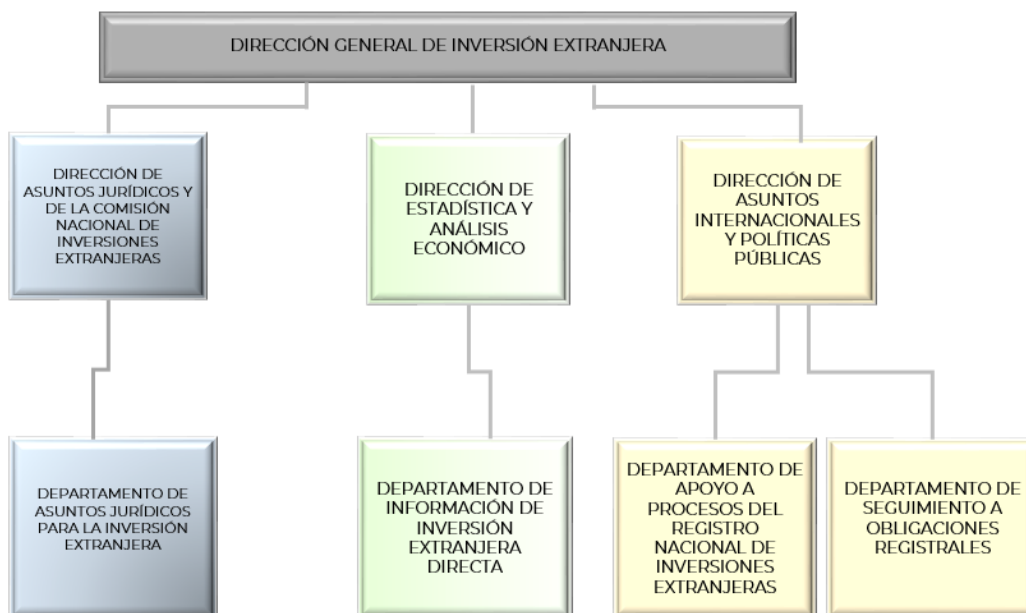 DIRECCIÓN GENERAL DE INVERSIÓN EXTRANJERA
DIRECCIÓN DE
ASUNTOS JURÍDICOS Y
DE LA COMISIÓN
NACIONAL DE
INVERSIONES
EXTRANJERAS
DIRECCIÓN DE
ESTADÍSTICA Y
ANÁLISIS
ECONÓMICO
DIRECCIÓN DE
ASUNTOS
INTERNACIONALES
Y POLÍTICAS
PÚBLICAS
DEPARTAMENTO DE
ASUNTOS JURÍDICOS
PARA LA INVERSIÓN
EXTRANJERA
DEPARTAMENTO DE
INFORMACIÓN DE
INVERSIÓN
EXTRANJERA
DIRECTA
DEPARTAMENTO DE
APOYO A
PROCESOS DEL
REGISTRO
NACIONAL DE
INVERSIONES
EXTRANJERAS
DEPARTAMENTO DE
SEGUIMIENTO A
OBLIGACIONES
REGISTRALES